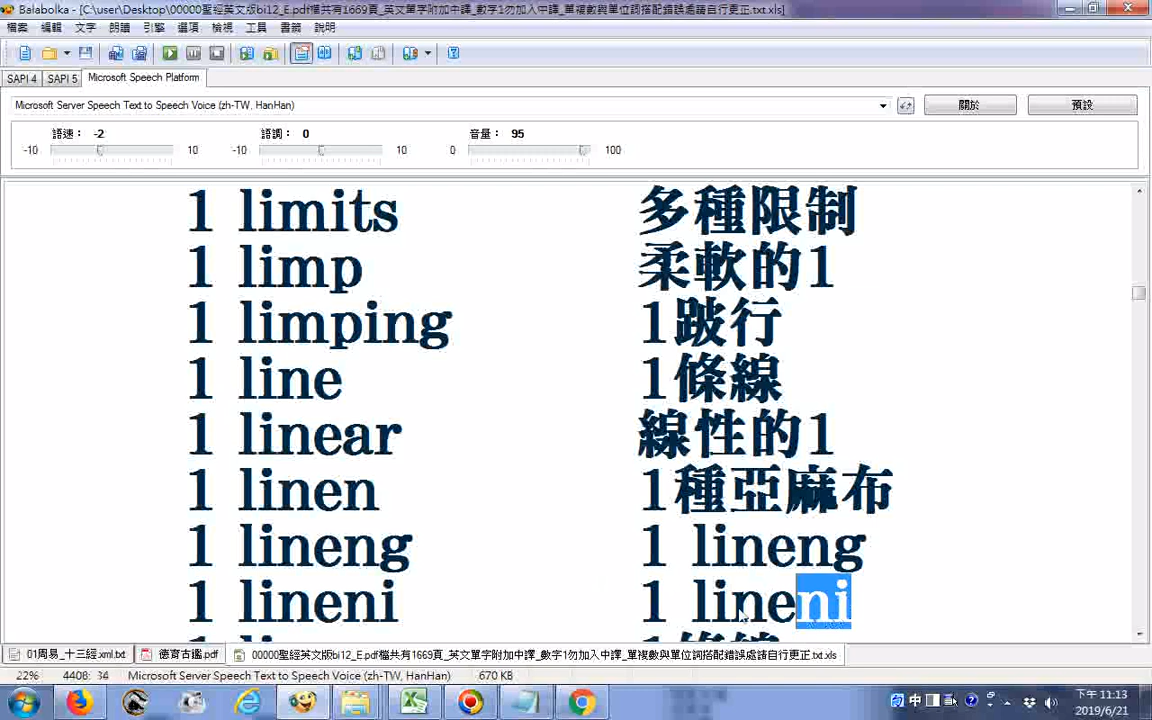 Balabolka - [C:\user\Desktop\00000聖經英文版bi12_E.pdf檔共有1669頁_英文單字附加中譯_數字1勿加入中譯_單複數與單位詞搭配錯誤處請自行更正.txt.xls]
檔案 編輯 文字 朗讀 引擎 選項 檢視 工具 書籤 說明
SAPI 4 SAPI 5 Microsoft Speech Platform
Microsoft Server Speech Text to Speech Voice (zh-TW, HanHan) 關於 預設
語速： -2 語調： 0 音量： 95
-10 10 -10 10 0 100
1 limits 多種限制
1 limp 柔軟的1
1 limping 1跛行
1 line 1條線
1 linear 線性的1
1 linen 1種亞麻布
1 lineng 1 lineng
1 lineni 1 lineni
01周易_十三經.xml.txt 德育古鑑.pdf 00000聖經英文版bi12_E.pdf檔共有1669頁_英文單字附加中譯_數字1勿加入中譯_單複數與單位詞搭配錯誤處請自行更正.txt.xls
22% 4408: 34 Microsoft Server Speech Text to Speech Voice (zh-TW, HanHan) 670 KB
中 下午 11:13
2019/6/21